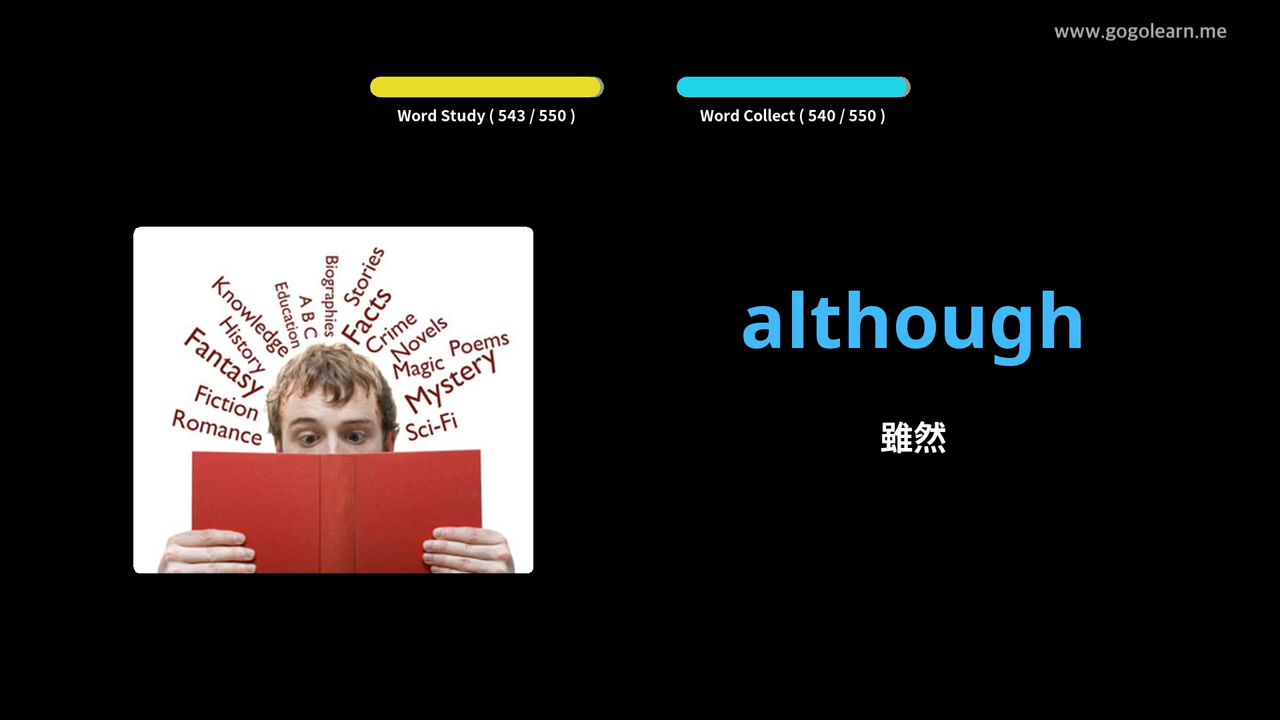 www.gogolearn.me
Word Study ( 543 / 550 )
Word Collect ( 540 / 550 )
Knowledge
Education
A B C
Biographies
Stories
Facts
Crime
Novels
Poems
History
Fantasy
Magic
Mystery
Fiction
Romance
Sci-Fi
although
雖然